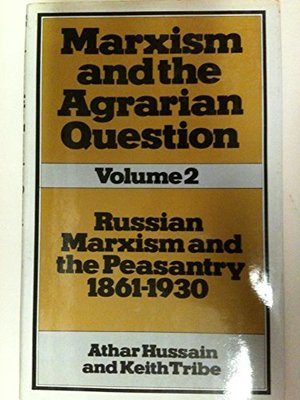 Marxism
and the
Agrarian
Question
Volume 2
Russian
Marxism and
the Peasantry
1861-1930
Athar Hussain
and Keith Tribe